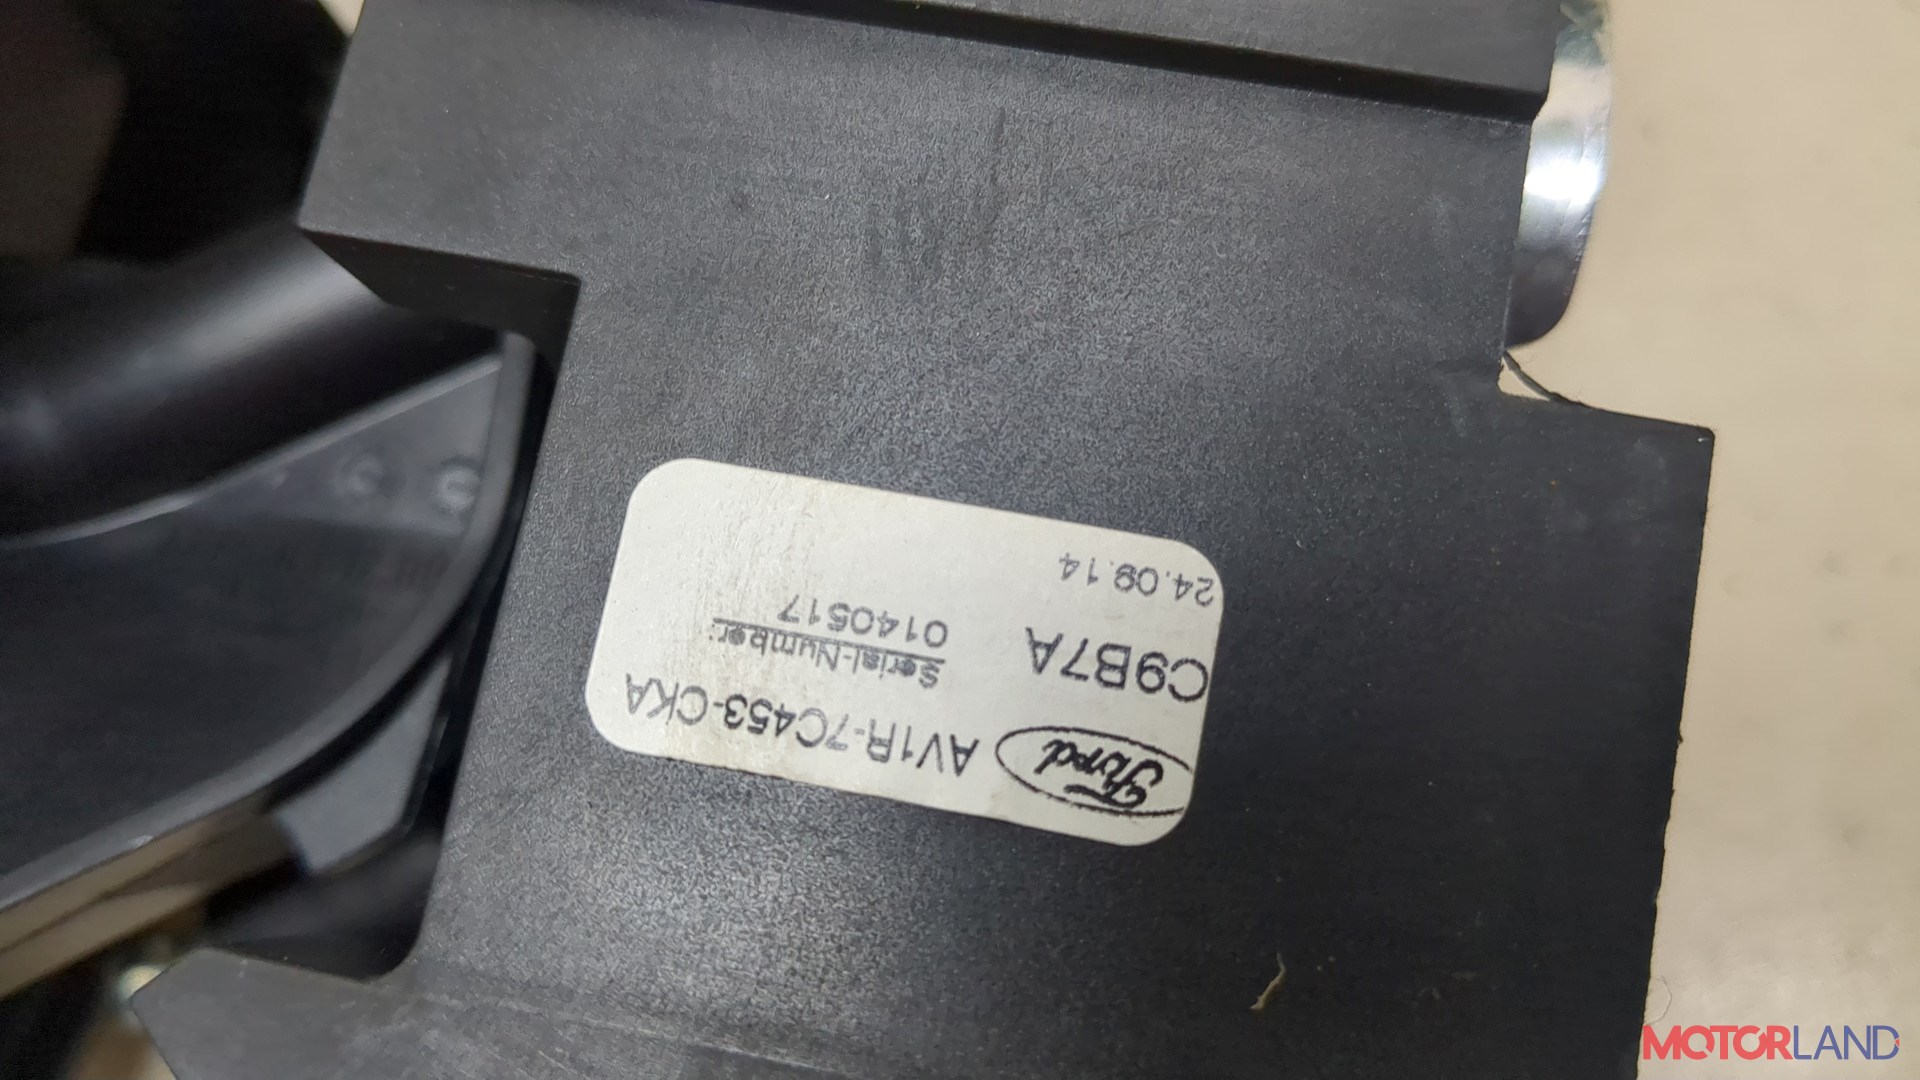 Ford AV1R-7C453-CKA
C9B7A
Serial-Number:
0140517
24.09.14
MOTORLAND